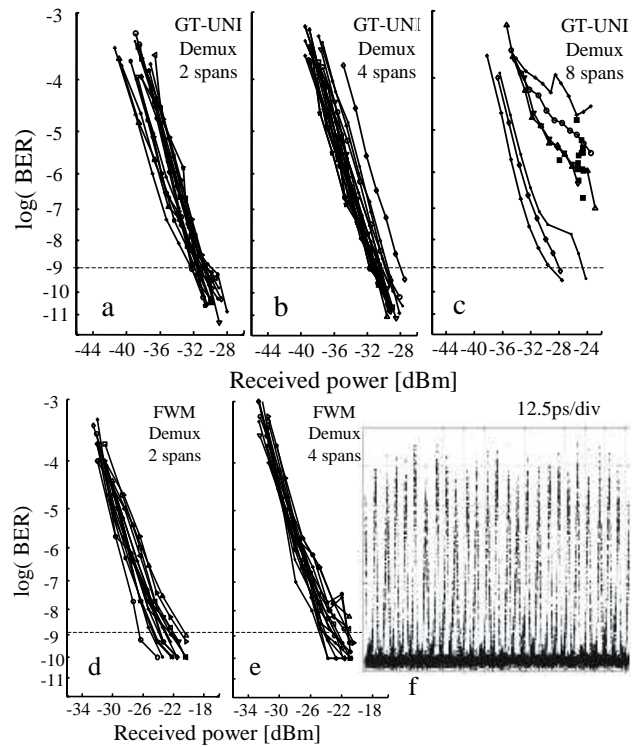 GT-UNI
Demux
2 spans
GT-UNI
Demux
4 spans
GT-UNI
Demux
8 spans
-3
-4
-5
-6
-7
-8
-9
-10
-11
log( BER)
a
b
c
-44 -40 -36 -32 -28
-44 -40 -36 -32 -28
-44 -40 -36 -32 -28 -24
Received power [dBm]
FWM
Demux
2 spans
FWM
Demux
4 spans
12.5ps/div
-3
-4
-5
-6
-7
-8
-9
-10
-11
log( BER)
d
e
f
-34 -30 -26 -22 -18
-34 -30 -26 -22 -18
Received power [dBm]